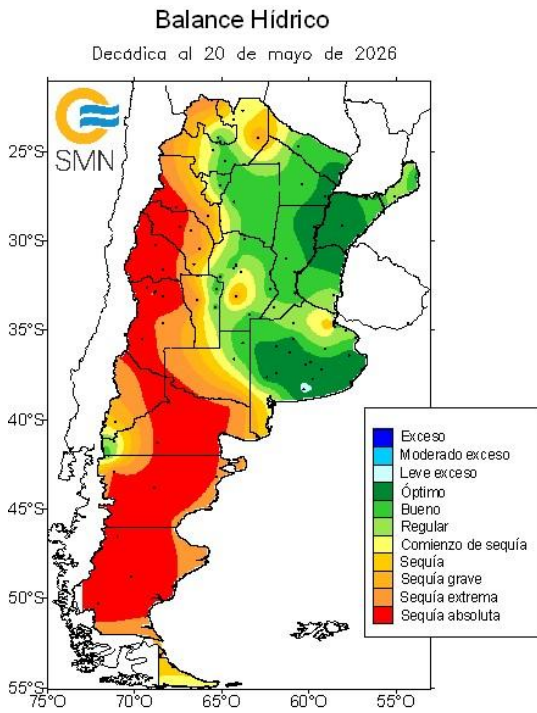 Balance Hídrico
Decádica al 20 de mayo de 2026
SMN
25°S
30°S
35°S
40°S
45°S
50°S
55°S
75°O 70°O 65°O 60°O 55°O
Exceso
Moderado exceso
Leve exceso
Óptimo
Bueno
Regular
Comienzo de sequía
Sequía
Sequía grave
Sequía extrema
Sequía absoluta